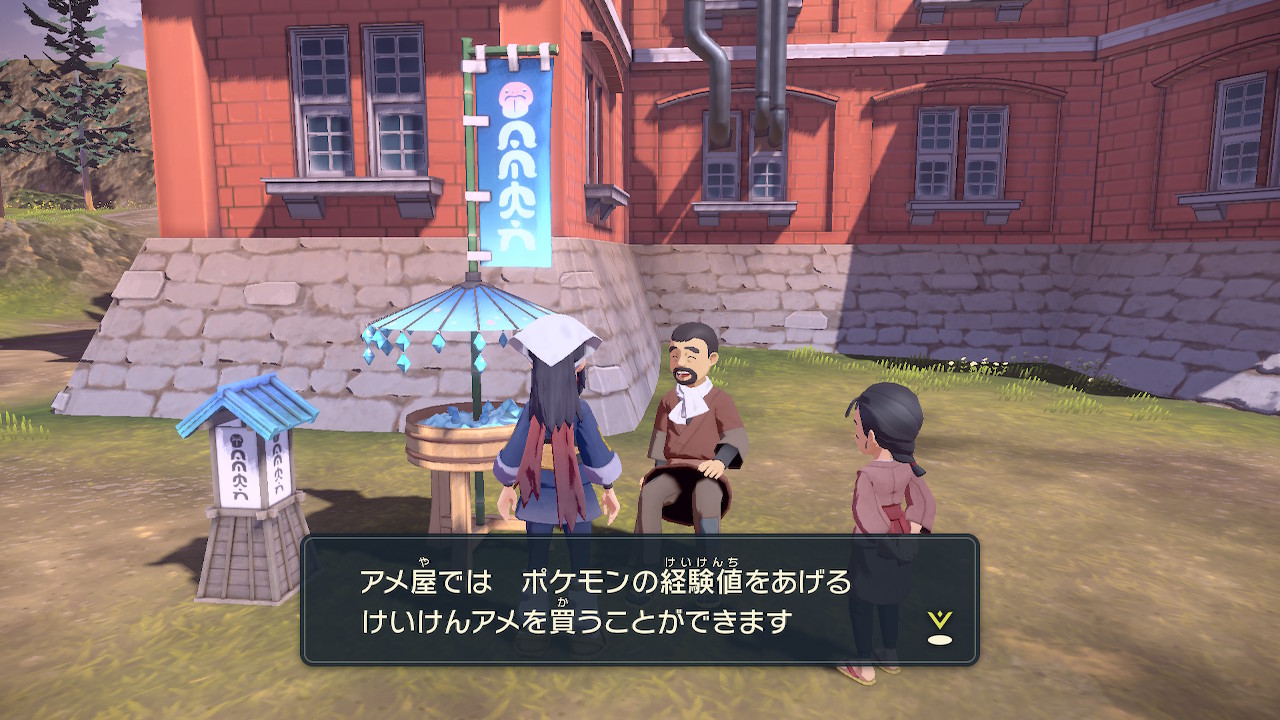 アメ屋では　ポケモンの経験値をあげる
けいけんアメを買うことができます